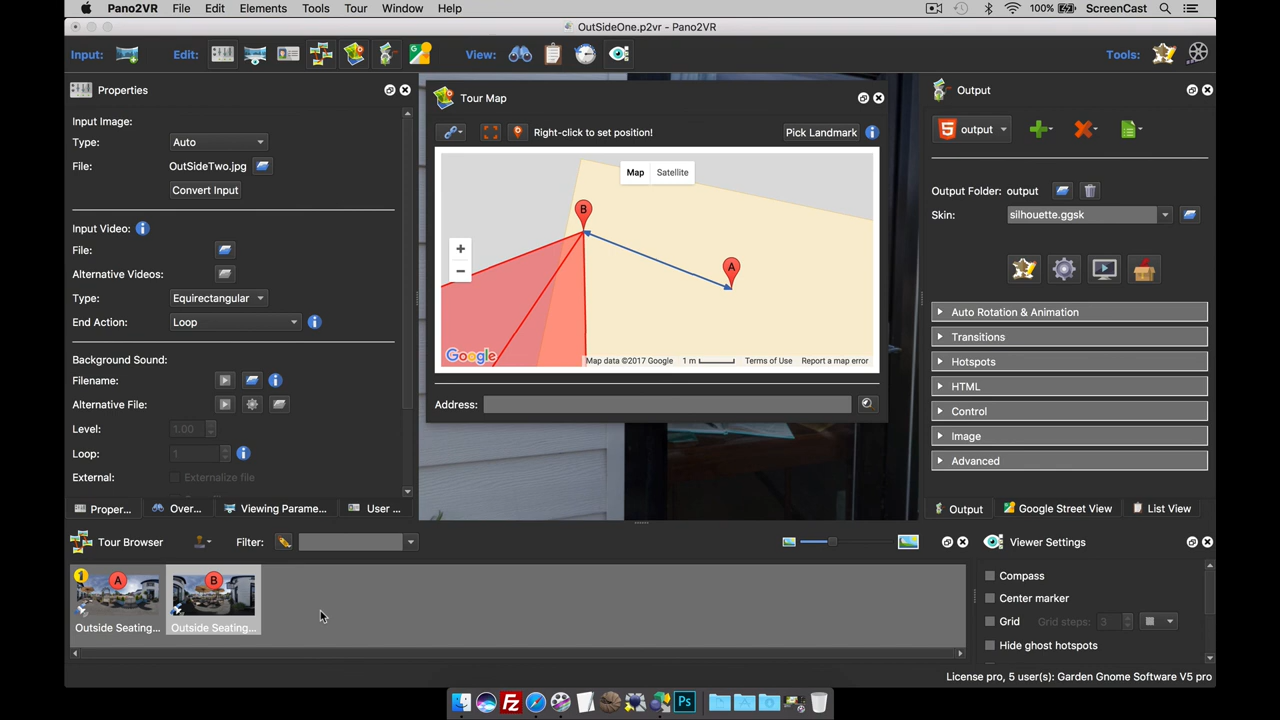 Pano2VR File Edit Elements Tools Tour Window Help 100% ScreenCast
OutSideOne.p2vr - Pano2VR
Input: Edit: View: Tools:
Properties
Input Image:
Type: Auto
File: OutSideTwo.jpg
Convert Input
Input Video:
File:
Alternative Videos:
Type: Equirectangular
End Action: Loop
Background Sound:
Filename:
Alternative File:
Level: 1.00
Loop: 1
External: Externalize file
Proper... Over... Viewing Parame... User ...
Tour Map
Right-click to set position! Pick Landmark
Map Satellite
B
A
+
−
Google Map data ©2017 Google 1 m Terms of Use Report a map error
Address:
Output
5 output
Output Folder: output
Skin: silhouette.ggsk
Auto Rotation & Animation
Transitions
Hotspots
HTML
Control
Image
Advanced
Output Google Street View List View
Tour Browser Filter:
1 A B
Outside Seating... Outside Seating...
Viewer Settings
Compass
Center marker
Grid Grid steps: 3
Hide ghost hotspots
License pro, 5 user(s): Garden Gnome Software V5 pro
Fz Ps